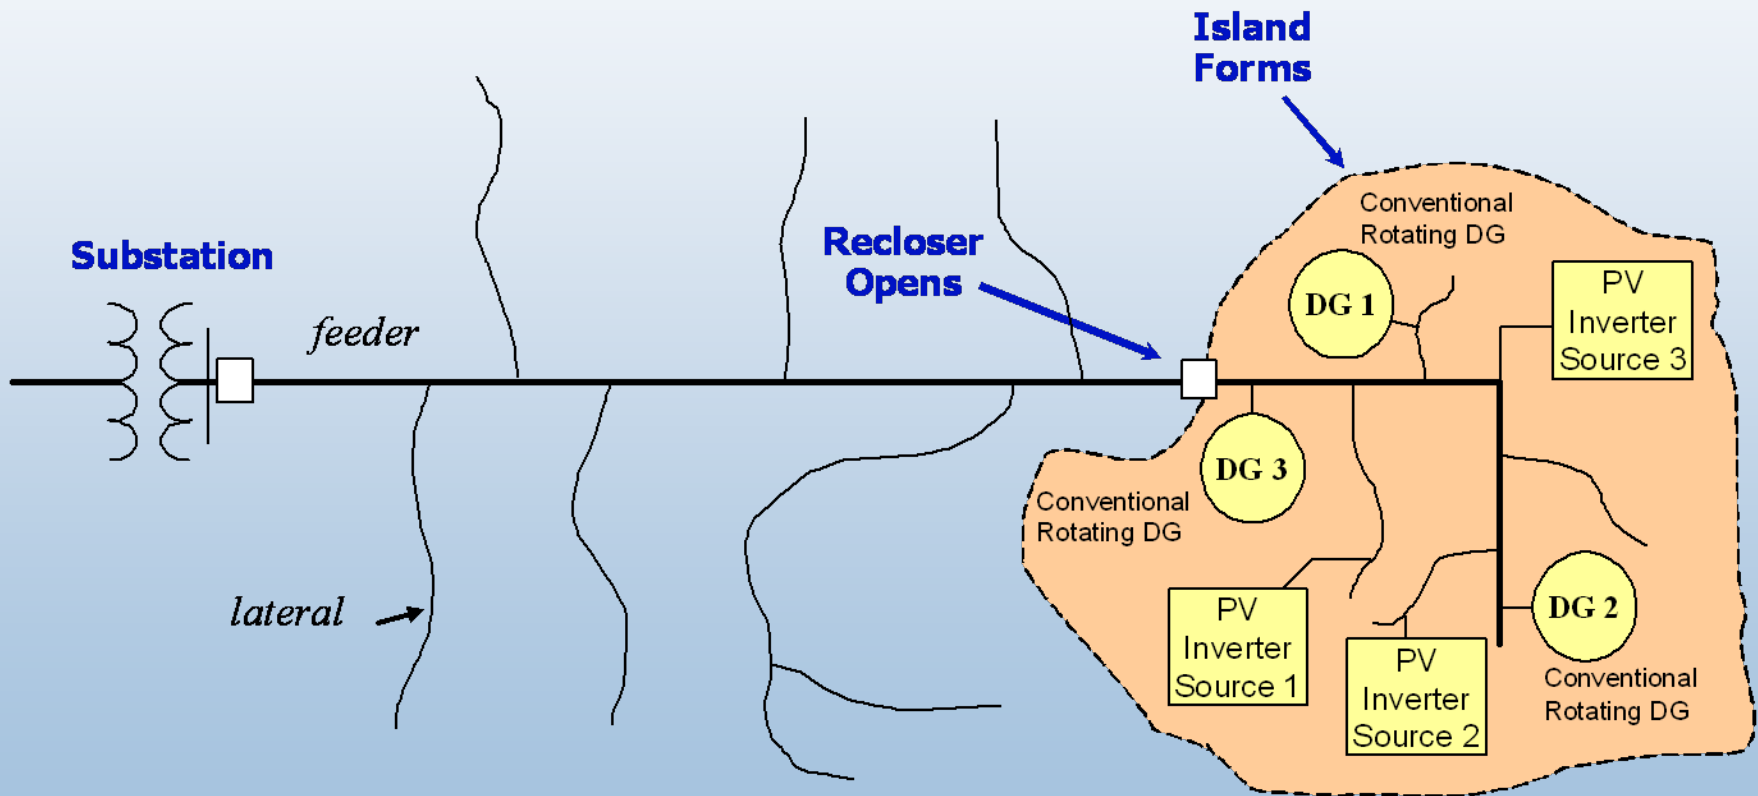 Island
Forms
Conventional
Rotating DG
Substation
Recloser
Opens
feeder
DG 1
PV
Inverter
Source 3
DG 3
Conventional
Rotating DG
lateral
PV
Inverter
Source 1
PV
Inverter
Source 2
DG 2
Conventional
Rotating DG